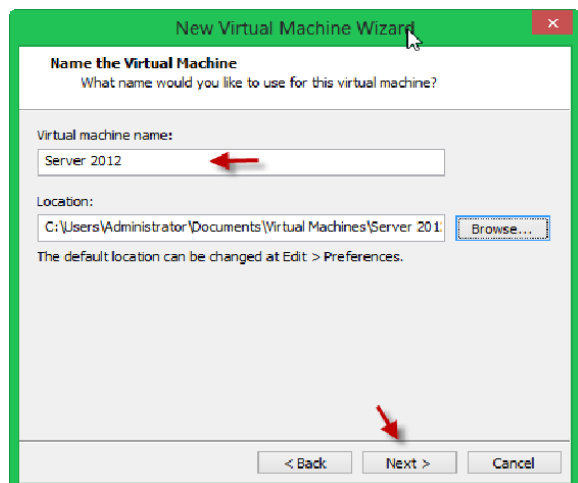 New Virtual Machine Wizard
Name the Virtual Machine
What name would you like to use for this virtual machine?
Virtual machine name:
Server 2012
Location:
C:\Users\Administrator\Documents\Virtual Machines\Server 201
Browse...
The default location can be changed at Edit > Preferences.
< Back Next > Cancel